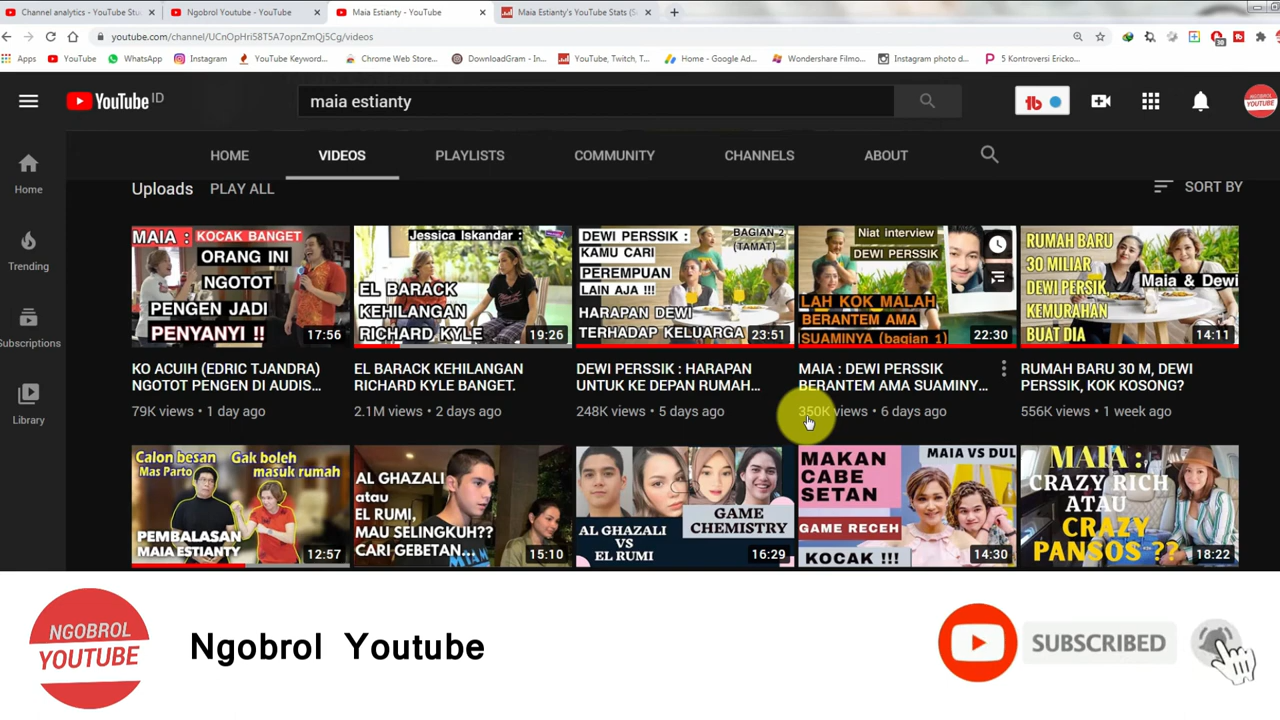 Channel analytics - YouTube Stu
Ngobrol Youtube - YouTube
Maia Estianty - YouTube
Maia Estianty's YouTube Stats (S
youtube.com/channel/UCnOpHri58T5A7opnZmQj5Cg/videos
Apps
YouTube
WhatsApp
Instagram
YouTube Keyword...
Chrome Web Store...
DownloadGram - In...
YouTube, Twitch, T...
Home - Google Ad...
Wondershare Filmo...
Instagram photo d...
5 Kontroversi Ericko...
YouTube ID
maia estianty
tb
NGOBROL
YOUTUBE
HOME
VIDEOS
PLAYLISTS
COMMUNITY
CHANNELS
ABOUT
Home
Trending
Subscriptions
Library
Uploads
PLAY ALL
SORT BY
MAIA : KOCAK BANGET
ORANG INI
NGOTOT
PENGEN JADI
PENYANYI !!
17:56
KO ACUIH (EDRIC TJANDRA)
NGOTOT PENGEN DI AUDIS...
79K views • 1 day ago
Jessica Iskandar :
EL BARACK
KEHILANGAN
RICHARD KYLE
19:26
EL BARACK KEHILANGAN
RICHARD KYLE BANGET.
2.1M views • 2 days ago
DEWI PERSSIK :
KAMU CARI
PEREMPUAN
LAIN AJA !!!
BAGIAN 2
(TAMAT)
HARAPAN DEWI
TERHADAP KELUARGA
23:51
DEWI PERSSIK : HARAPAN
UNTUK KE DEPAN RUMAH...
248K views • 5 days ago
Niat interview
DEWI PERSSIK
LAH KOK MALAH
BERANTEM AMA
SUAMINYA (bagian 1)
22:30
MAIA : DEWI PERSSIK
BERANTEM AMA SUAMINY...
350K views • 6 days ago
RUMAH BARU
30 MILIAR
DEWI PERSIK
KEMURAHAN
BUAT DIA
Maia & Dewi
14:11
RUMAH BARU 30 M, DEWI
PERSSIK, KOK KOSONG?
556K views • 1 week ago
Calon besan
Mas Parto
Gak boleh
masuk rumah
PEMBALASAN
MAIA ESTIANTY
12:57
AL GHAZALI
atau
EL RUMI,
MAU SELINGKUH??
CARI GEBETAN...
15:10
AL GHAZALI
VS
EL RUMI
GAME
CHEMISTRY
16:29
MAKAN
CABE
SETAN
MAIA VS DUL
GAME RECEH
KOCAK !!!
14:30
MAIA :
CRAZY RICH
ATAU
CRAZY
PANSOS ??
18:22
NGOBROL
YOUTUBE
Ngobrol Youtube
SUBSCRIBED